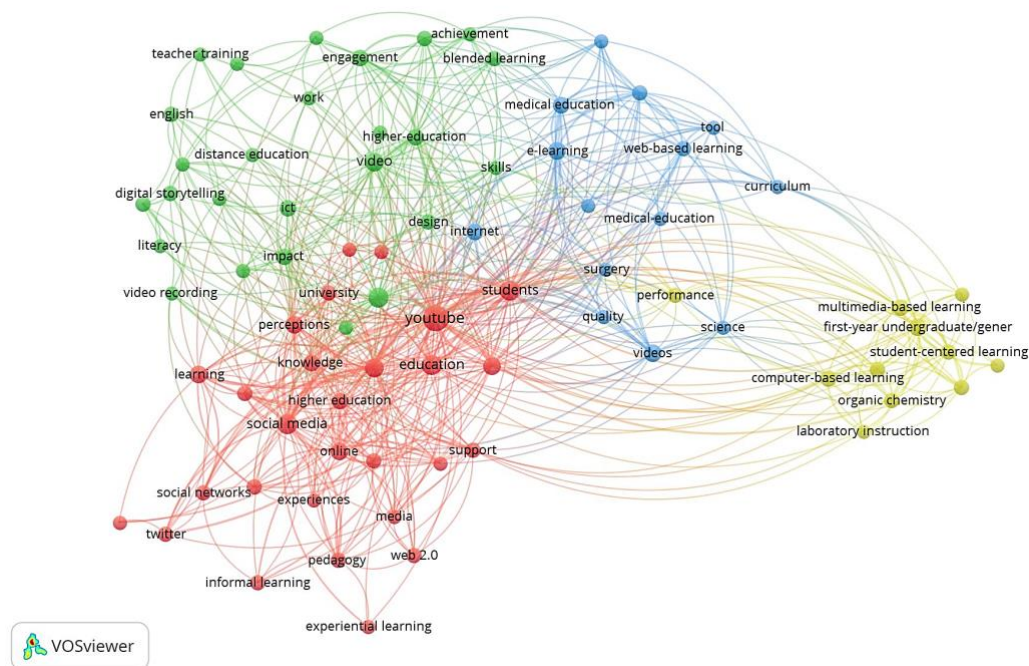 achievement
teacher training
engagement
blended learning
work
medical education
english
tool
higher-education
e-learning
web-based learning
distance education
video
skills
curriculum
digital storytelling
ict
design
medical-education
internet
literacy
impact
surgery
video recording
university
students
performance
multimedia-based learning
youtube
quality
perceptions
science
first-year undergraduate/gener
knowledge
education
videos
student-centered learning
learning
computer-based learning
higher education
organic chemistry
social media
laboratory instruction
online
support
social networks
experiences
media
twitter
web 2.0
pedagogy
informal learning
experiential learning
VOSviewer